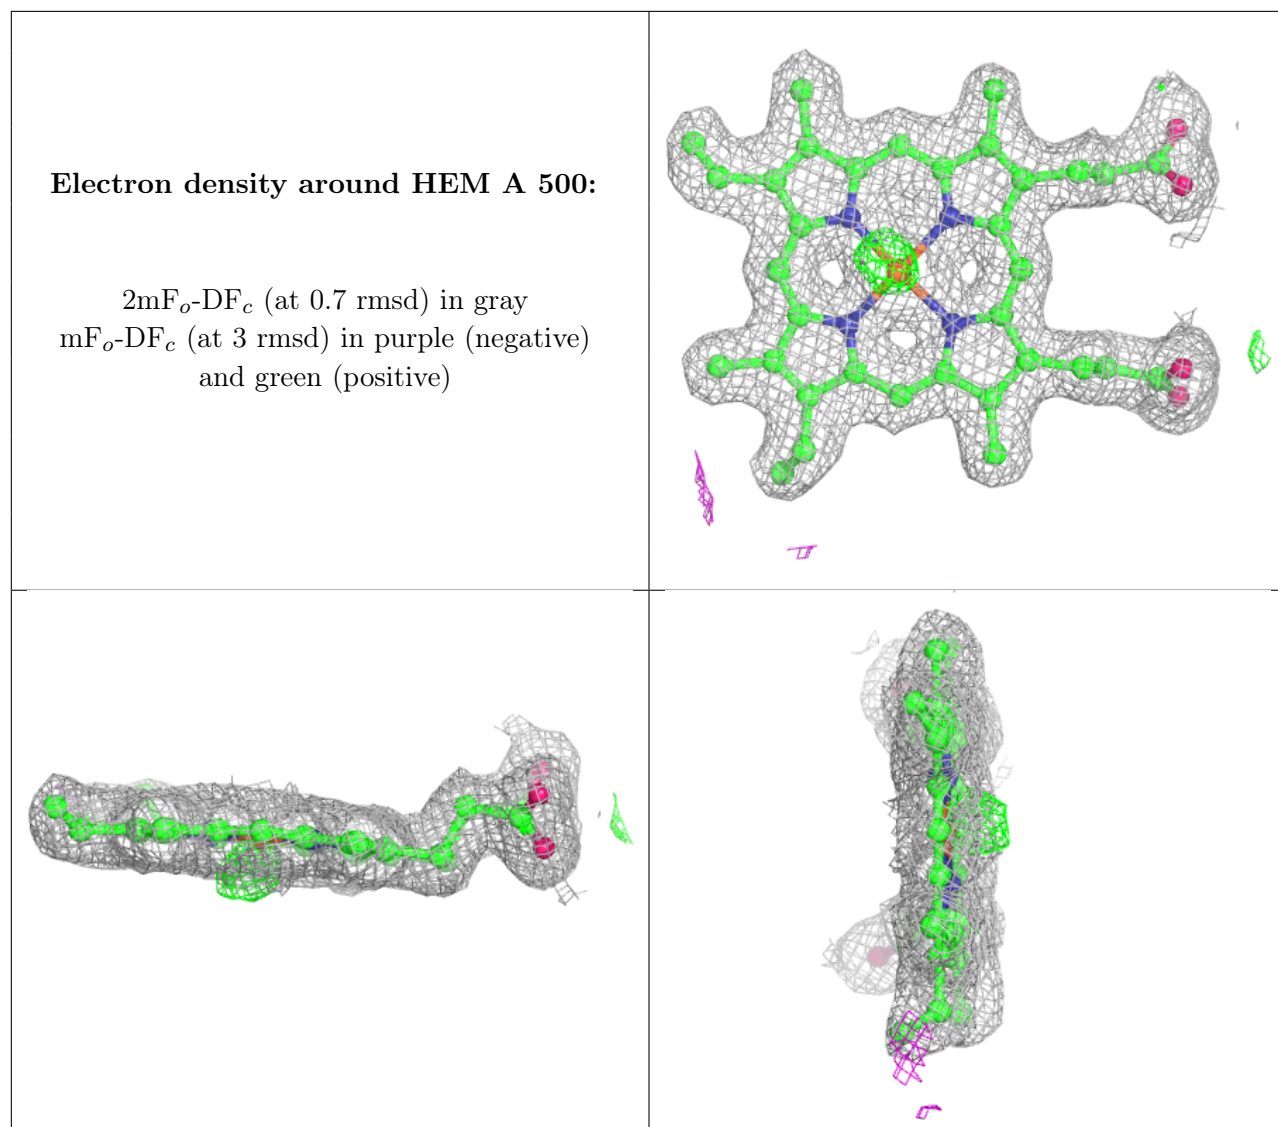 Electron density around HEM A 500:
2mFₒ-DF𝒸 (at 0.7 rmsd) in gray
mFₒ-DF𝒸 (at 3 rmsd) in purple (negative)
and green (positive)